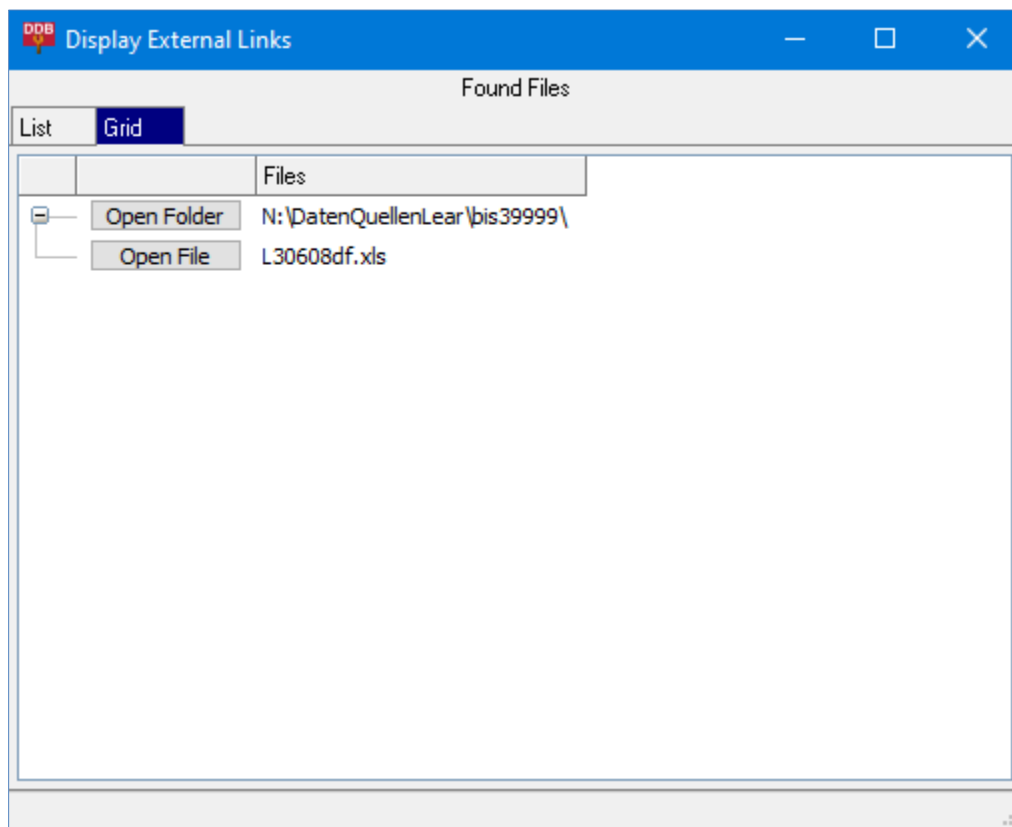 DDB Display External Links
Found Files
List Grid
Files
Open Folder N:\DatenQuellenLear\bis39999\
Open File L30608df.xls